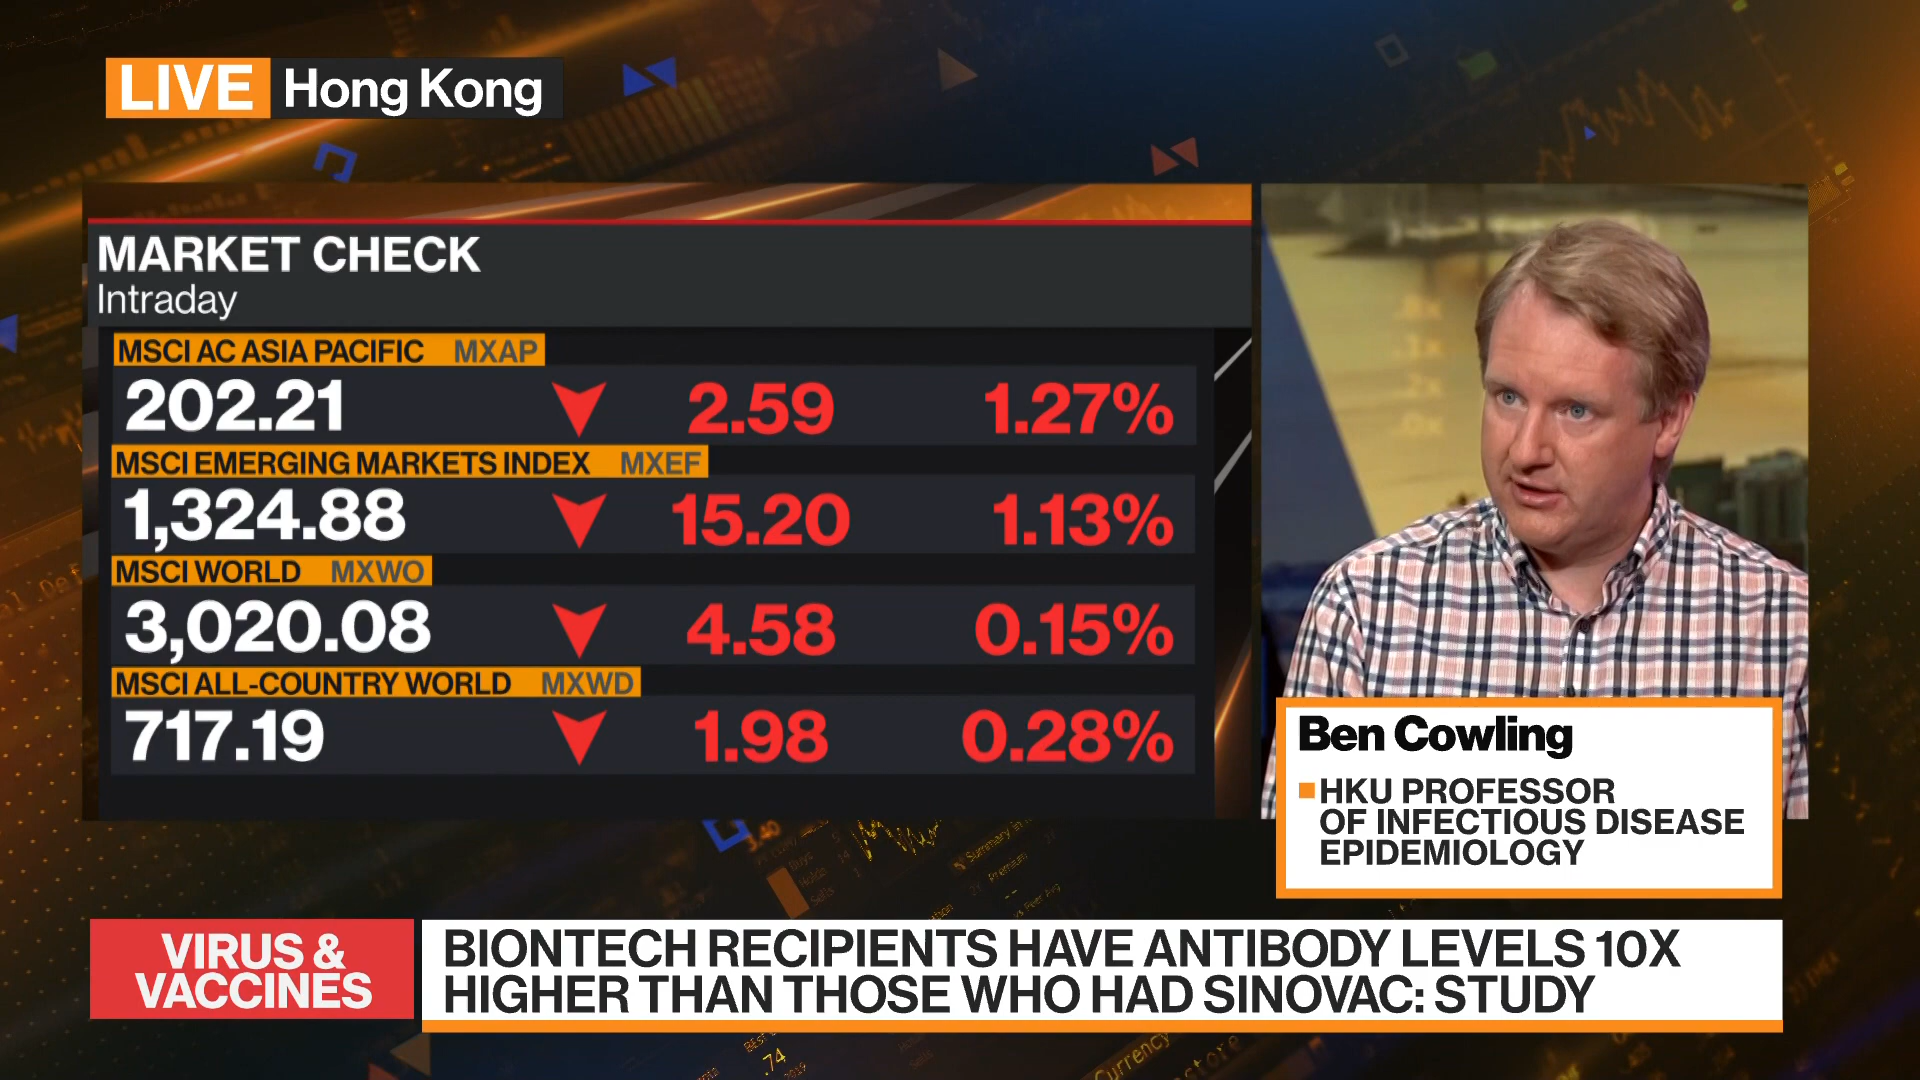 LIVE Hong Kong
MARKET CHECK
Intraday
MSCI AC ASIA PACIFIC MXAP
202.21 2.59 1.27%
MSCI EMERGING MARKETS INDEX MXEF
1,324.88 15.20 1.13%
MSCI WORLD MXWO
3,020.08 4.58 0.15%
MSCI ALL-COUNTRY WORLD MXWD
717.19 1.98 0.28%
Ben Cowling
HKU PROFESSOR
OF INFECTIOUS DISEASE
EPIDEMIOLOGY
VIRUS &
VACCINES
BIONTECH RECIPIENTS HAVE ANTIBODY LEVELS 10X
HIGHER THAN THOSE WHO HAD SINOVAC: STUDY
Currency
.74